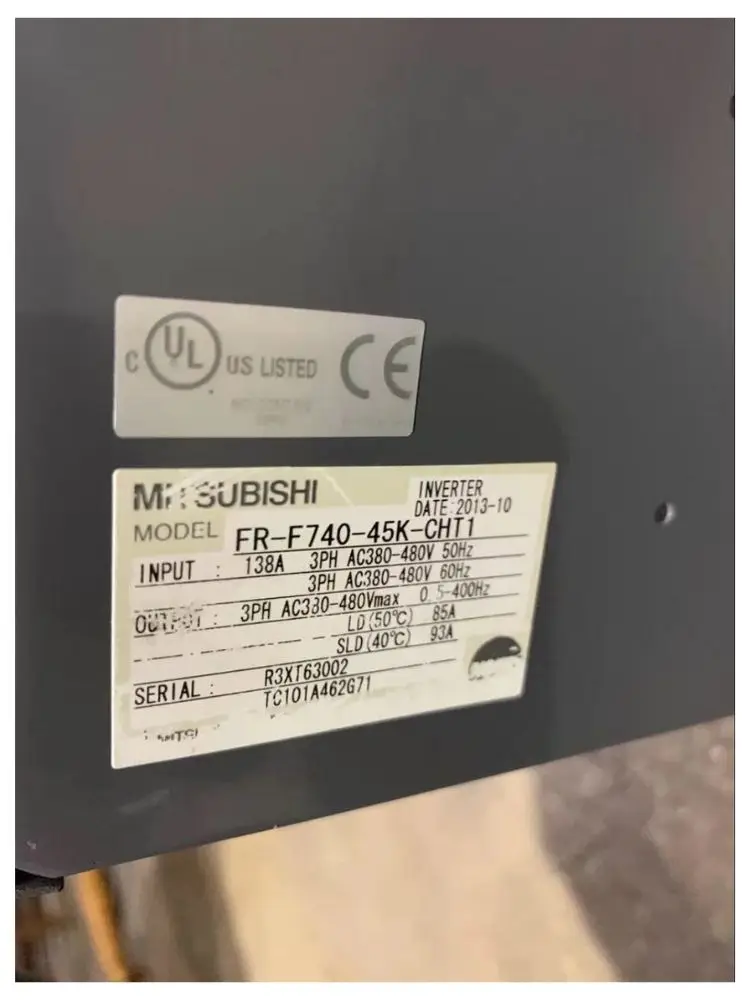 C UL US LISTED CE
MITSUBISHI
INVERTER
DATE:2013-10
MODEL FR-F740-45K-CHT1
INPUT : 138A 3PH AC380-480V 50Hz
3PH AC380-480V 60Hz
OUTPUT : 3PH AC380-480Vmax 0.5-400Hz
LD(50℃) 85A
SLD(40℃) 93A
R3XT63002
SERIAL : TC101A462G71